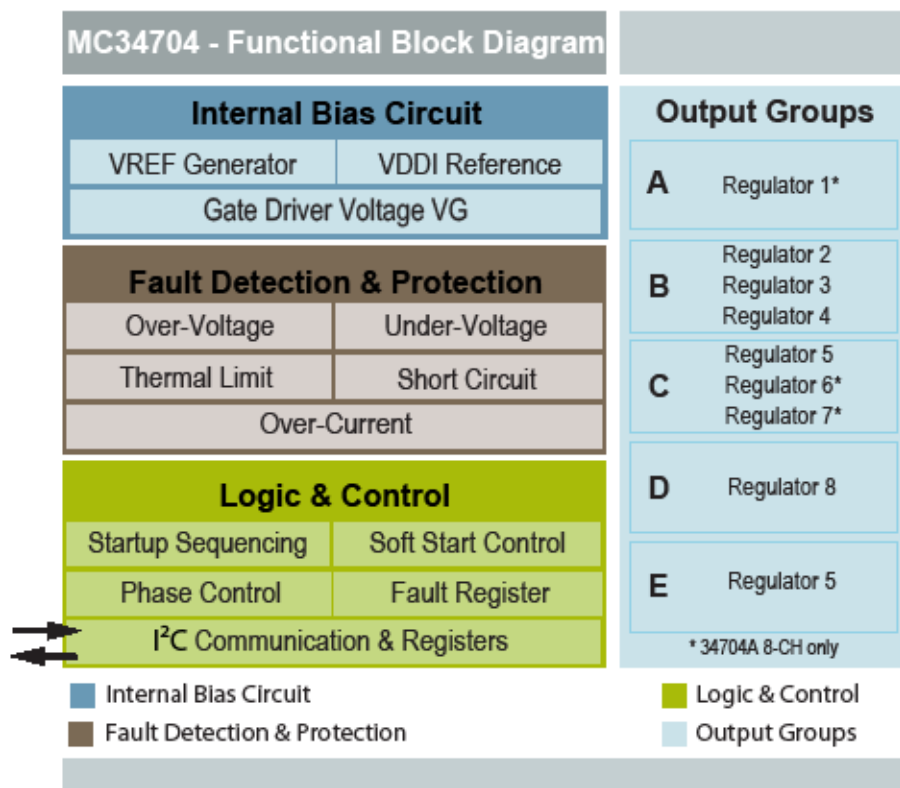 MC34704 - Functional Block Diagram
Internal Bias Circuit
VREF Generator
VDDI Reference
Gate Driver Voltage VG
Fault Detection & Protection
Over-Voltage
Under-Voltage
Thermal Limit
Short Circuit
Over-Current
Logic & Control
Startup Sequencing
Soft Start Control
Phase Control
Fault Register
I²C Communication & Registers
Output Groups
A
Regulator 1*
B
Regulator 2
Regulator 3
Regulator 4
C
Regulator 5
Regulator 6*
Regulator 7*
D
Regulator 8
E
Regulator 5
* 34704A 8-CH only
Internal Bias Circuit
Fault Detection & Protection
Logic & Control
Output Groups